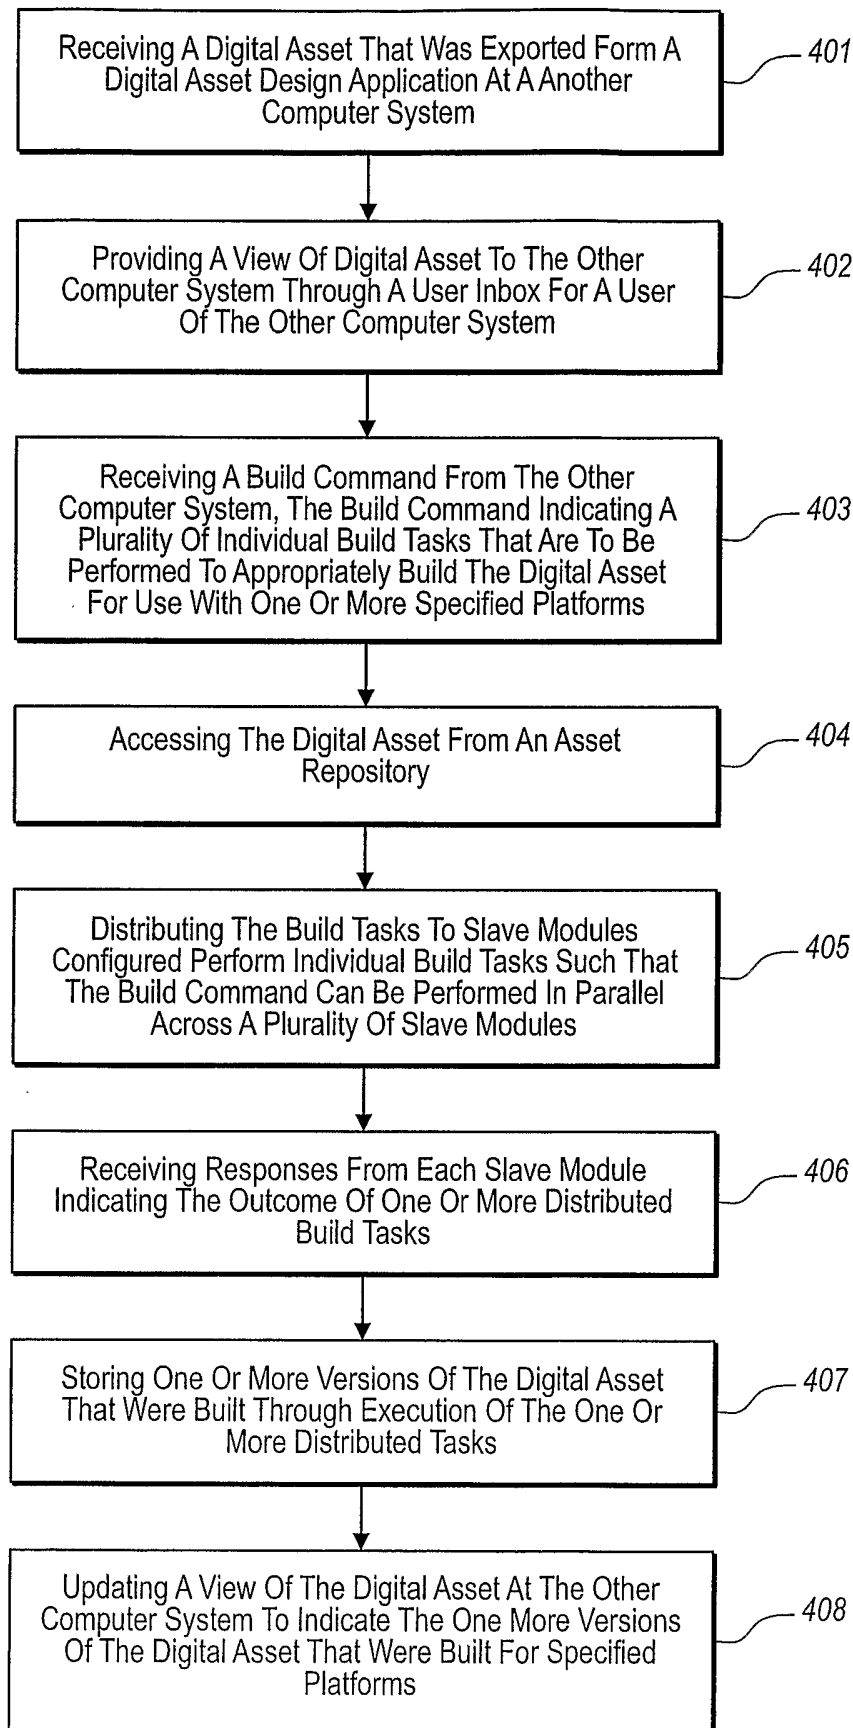 Receiving A Digital Asset That Was Exported Form A
Digital Asset Design Application At A Another
Computer System
401
Providing A View Of Digital Asset To The Other
Computer System Through A User Inbox For A User
Of The Other Computer System
402
Receiving A Build Command From The Other
Computer System, The Build Command Indicating A
Plurality Of Individual Build Tasks That Are To Be
Performed To Appropriately Build The Digital Asset
For Use With One Or More Specified Platforms
403
Accessing The Digital Asset From An Asset
Repository
404
Distributing The Build Tasks To Slave Modules
Configured Perform Individual Build Tasks Such That
The Build Command Can Be Performed In Parallel
Across A Plurality Of Slave Modules
405
Receiving Responses From Each Slave Module
Indicating The Outcome Of One Or More Distributed
Build Tasks
406
Storing One Or More Versions Of The Digital Asset
That Were Built Through Execution Of The One Or
More Distributed Tasks
407
Updating A View Of The Digital Asset At The Other
Computer System To Indicate The One More Versions
Of The Digital Asset That Were Built For Specified
Platforms
408